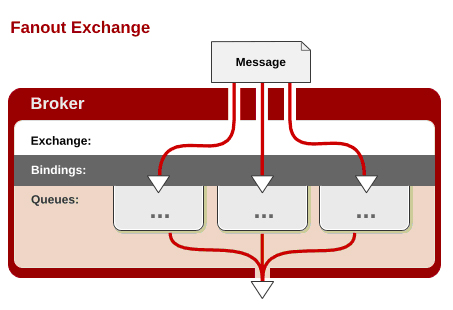 Fanout Exchange
Message
Broker
Exchange:
Bindings:
Queues:
... ... ...